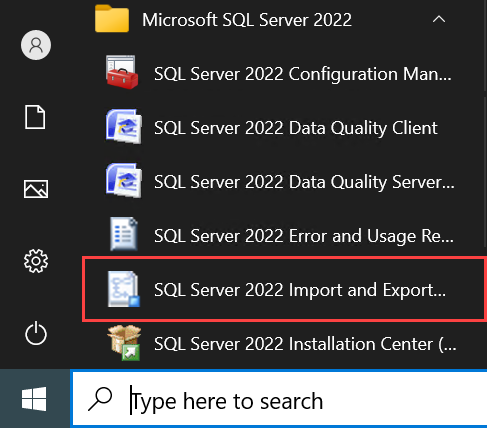 Microsoft SQL Server 2022
SQL Server 2022 Configuration Man...
SQL Server 2022 Data Quality Client
SQL Server 2022 Data Quality Server...
SQL Server 2022 Error and Usage Re...
SQL Server 2022 Import and Export...
SQL Server 2022 Installation Center (...
Type here to search